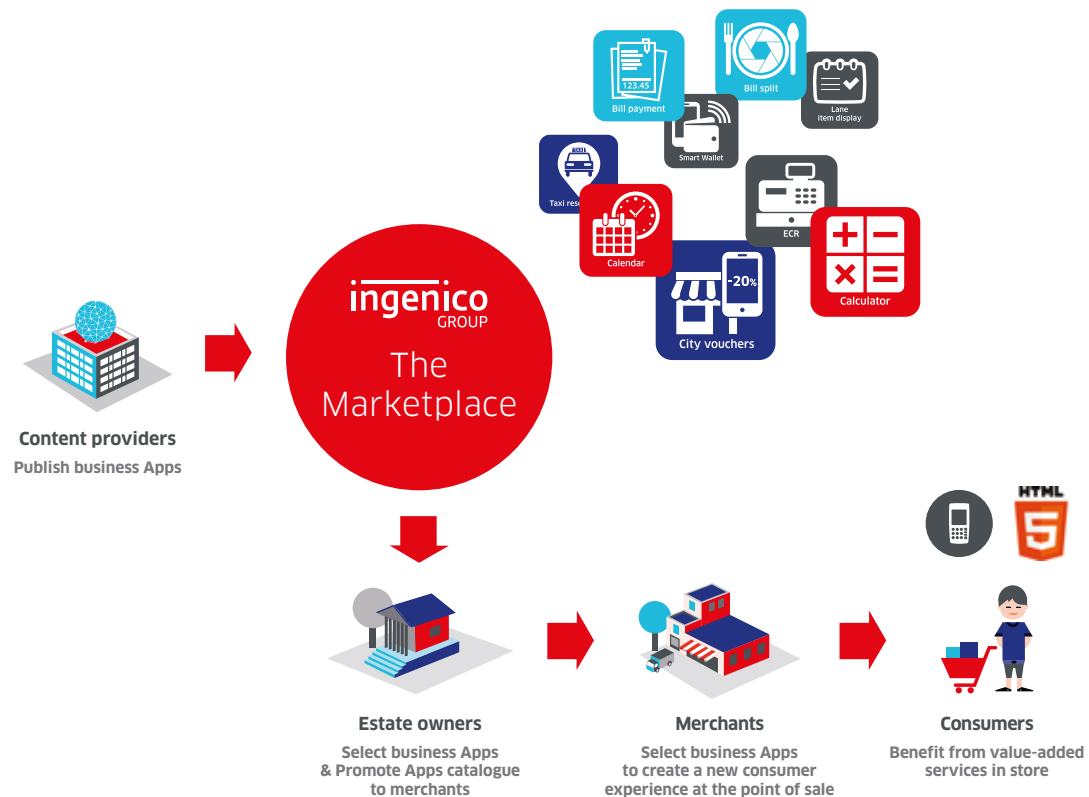 123.45
Bill payment
Bill split
Lane
item display
Smart Wallet
TAXI
Taxi
ECR
Calendar
Calculator
-20%
City vouchers
ingenico
GROUP
The
Marketplace
Content providers
Publish business Apps
HTML
5
Estate owners
Select business Apps
& Promote Apps catalogue
to merchants
Merchants
Select business Apps
to create a new consumer
experience at the point of sale
Consumers
Benefit from value-added
services in store